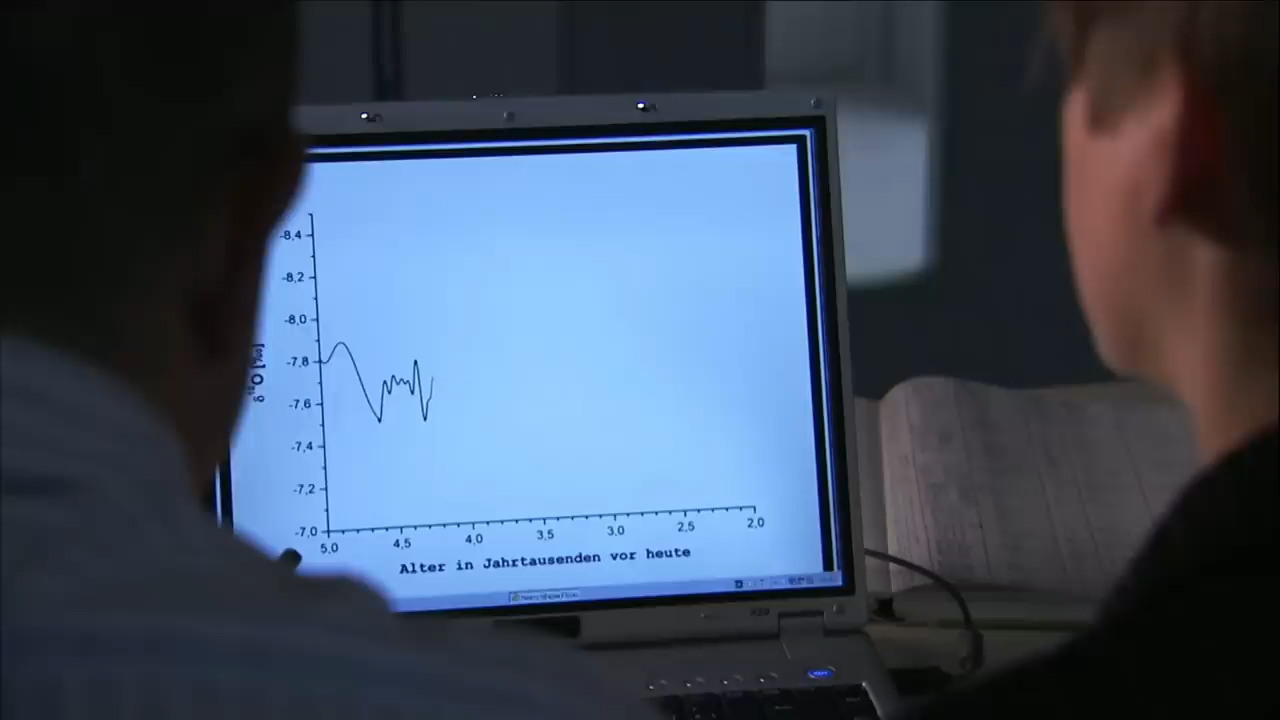 -8,4
-8,2
-8,0
-7,8
-7,6
-7,4
-7,2
-7,0
δ¹⁸O [‰]
5,0 4,5 4,0 3,5 3,0 2,5 2,0
Alter in Jahrtausenden vor heute